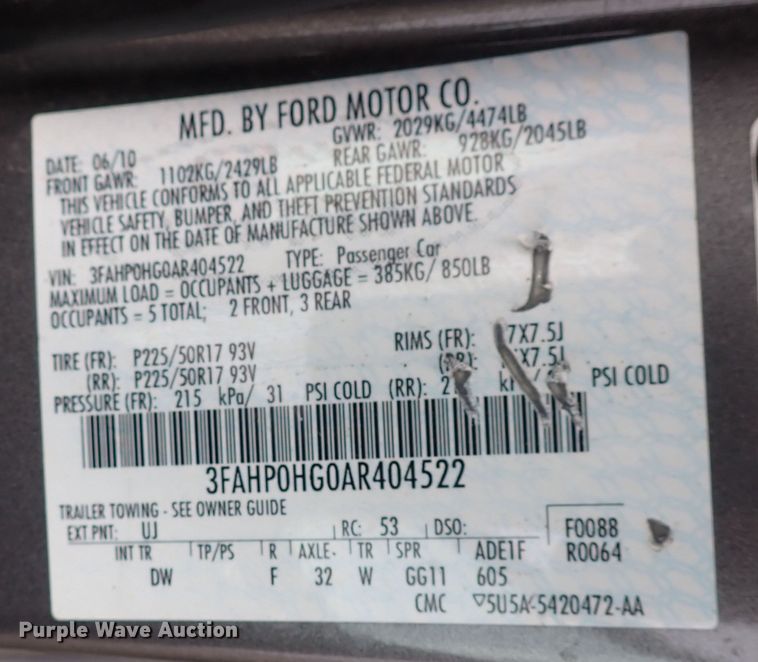 MFD. BY FORD MOTOR CO.
DATE: 06/10 GVWR: 2029KG/4474LB
FRONT GAWR: 1102KG/2429LB REAR GAWR: 928KG/2045LB
THIS VEHICLE CONFORMS TO ALL APPLICABLE FEDERAL MOTOR
VEHICLE SAFETY, BUMPER, AND THEFT PREVENTION STANDARDS
IN EFFECT ON THE DATE OF MANUFACTURE SHOWN ABOVE.
VIN: 3FAHP0HG0AR404522 TYPE: Passenger Car
MAXIMUM LOAD = OCCUPANTS + LUGGAGE = 385KG/ 850LB
OCCUPANTS = 5 TOTAL; 2 FRONT, 3 REAR
TIRE (FR): P225/50R17 93V RIMS (FR): 7X7.5J
(RR): P225/50R17 93V X7.5J
PRESSURE (FR): 215 kPa/ 31 PSI COLD (RR): 2 PSI COLD
3FAHP0HG0AR404522
TRAILER TOWING - SEE OWNER GUIDE
EXT PNT: UJ RC: 53 DSO: F0088
INT TR TP/PS R AXLE TR SPR ADE1F R0064
DW F 32 W GG11 605
CMC ▽5U5A-5420472-AA
Purple Wave Auction